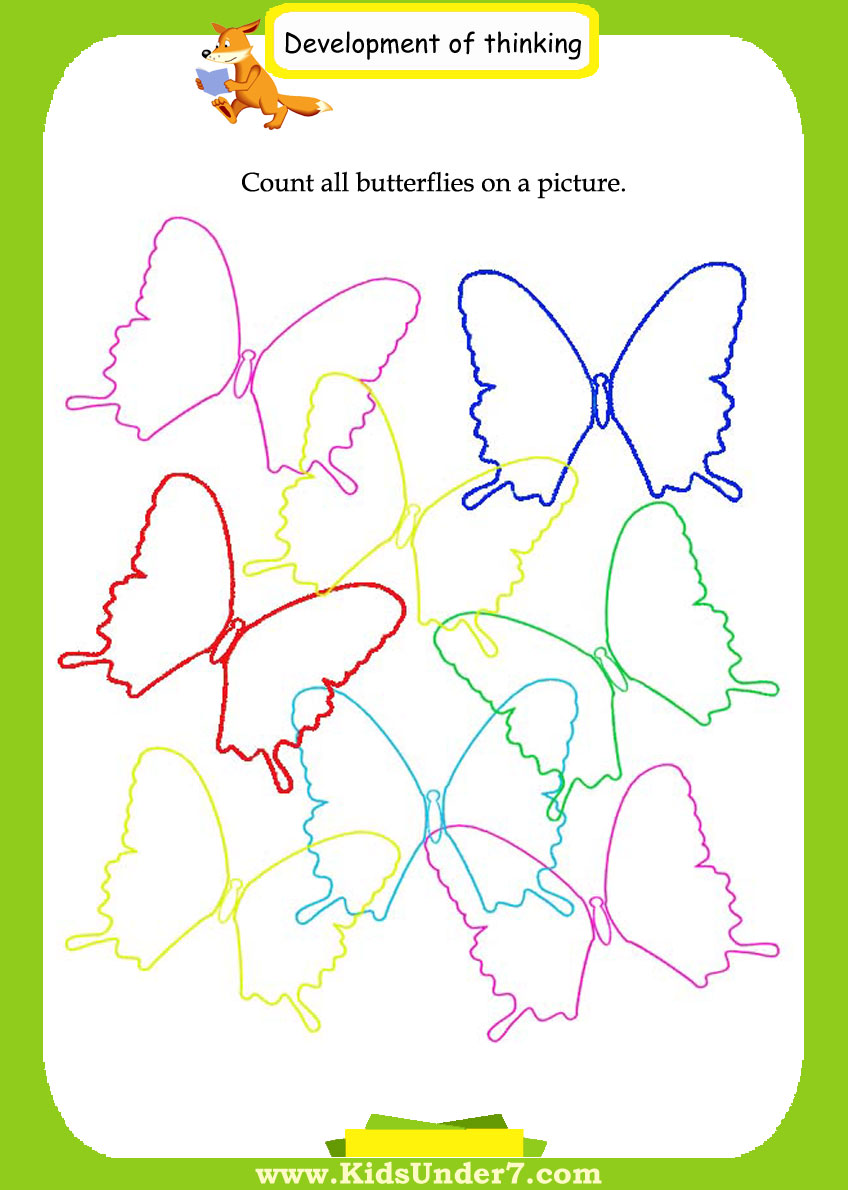 Development of thinking
Count all butterflies on a picture.
www.KidsUnder7.com